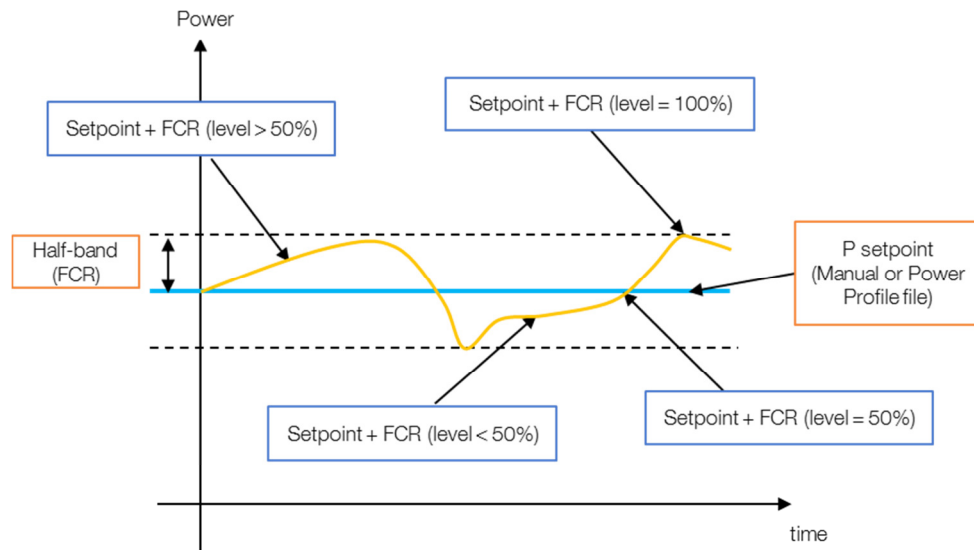 Power
Setpoint + FCR (level > 50%)
Setpoint + FCR (level = 100%)
Half-band
(FCR)
P setpoint
(Manual or Power
Profile file)
Setpoint + FCR (level < 50%)
Setpoint + FCR (level = 50%)
time